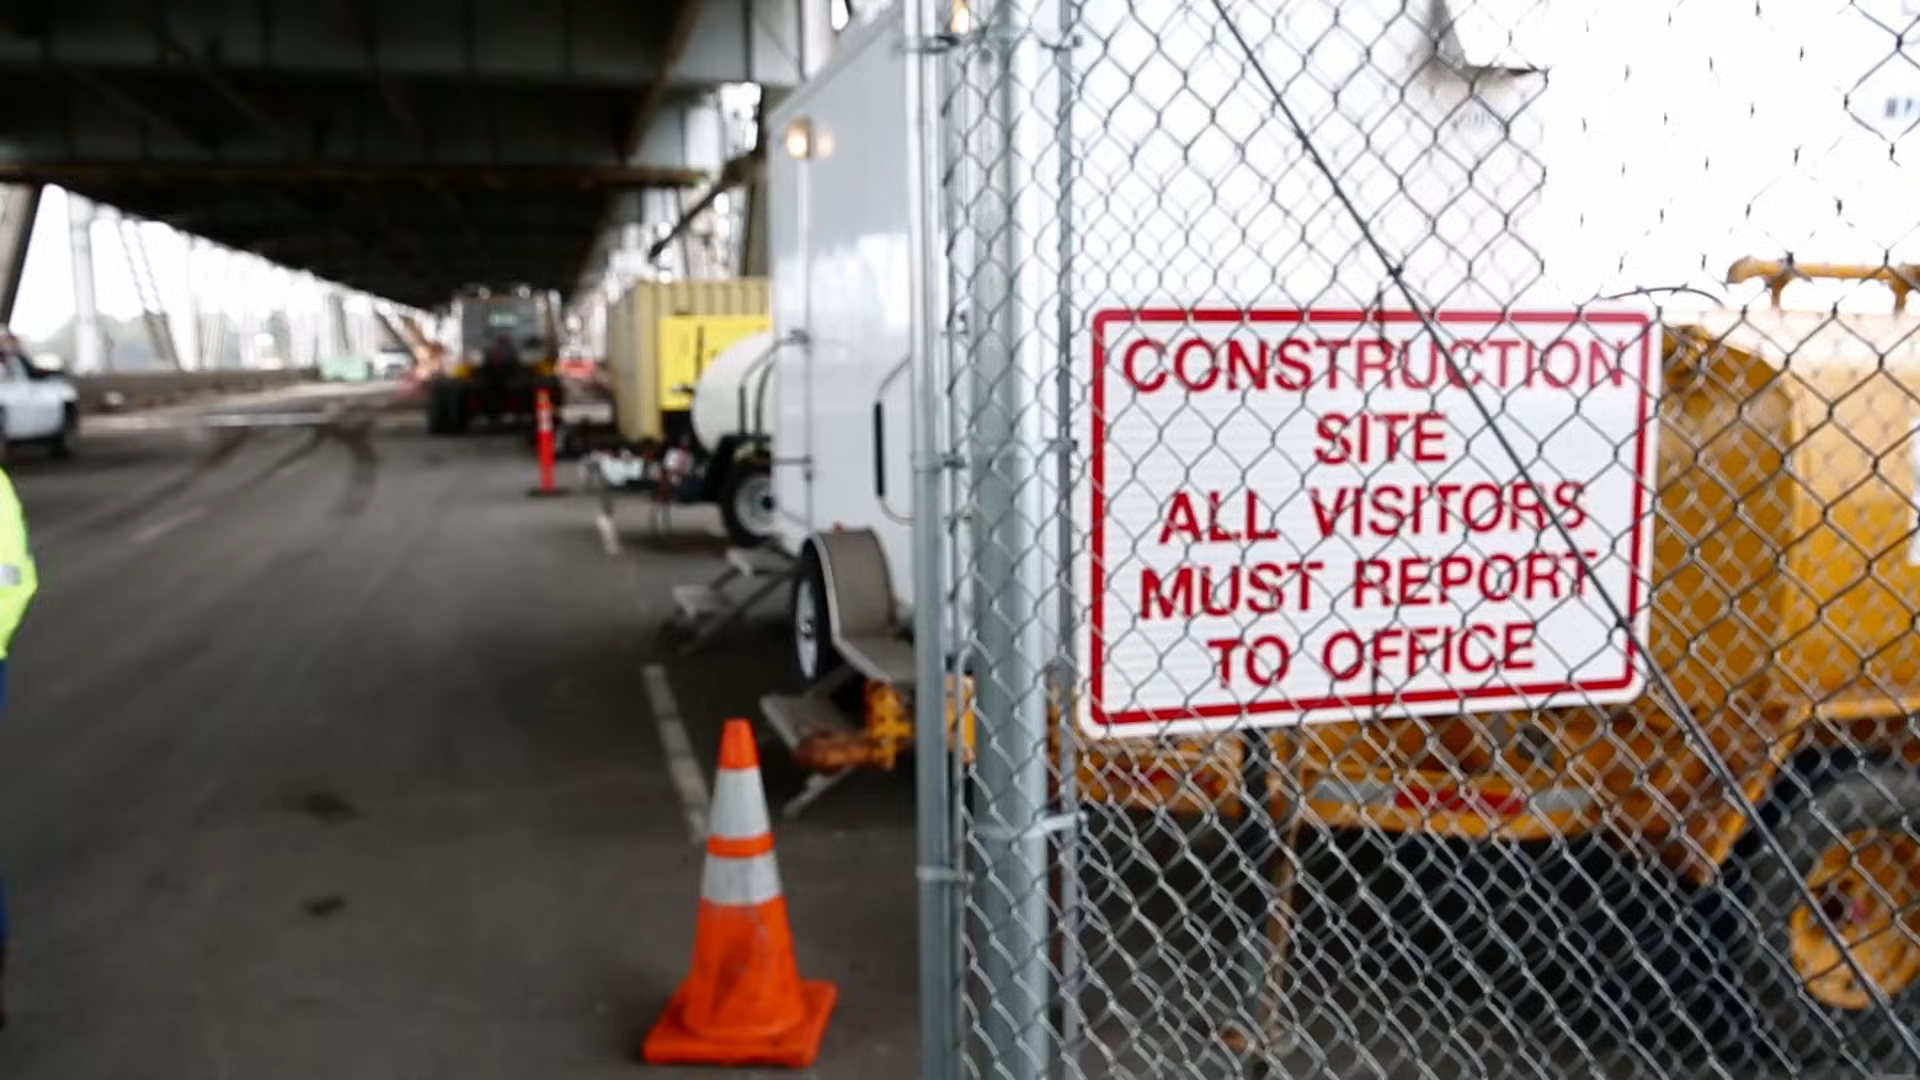 CONSTRUCTION
SITE
ALL VISITORS
MUST REPORT
TO OFFICE